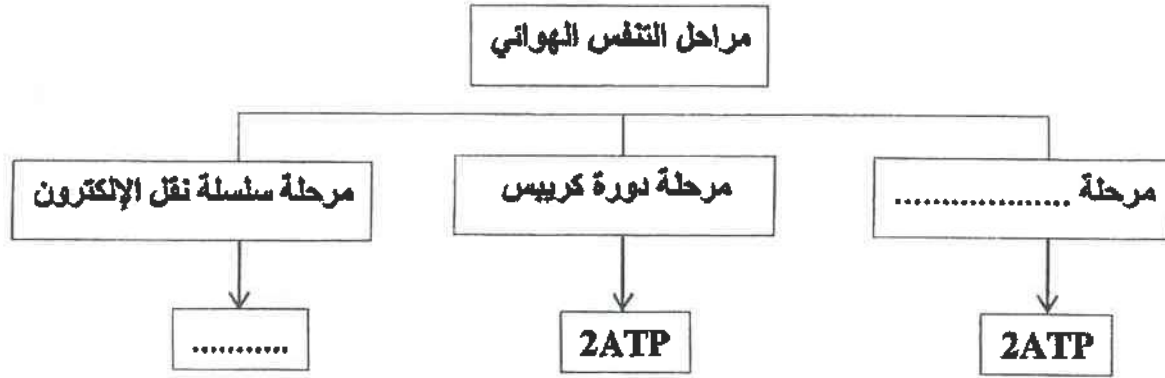 مراحل التنفس الهوائي
مرحلة ...................
مرحلة دورة كريبس
مرحلة سلسلة نقل الإلكترون
2ATP
2ATP
...........